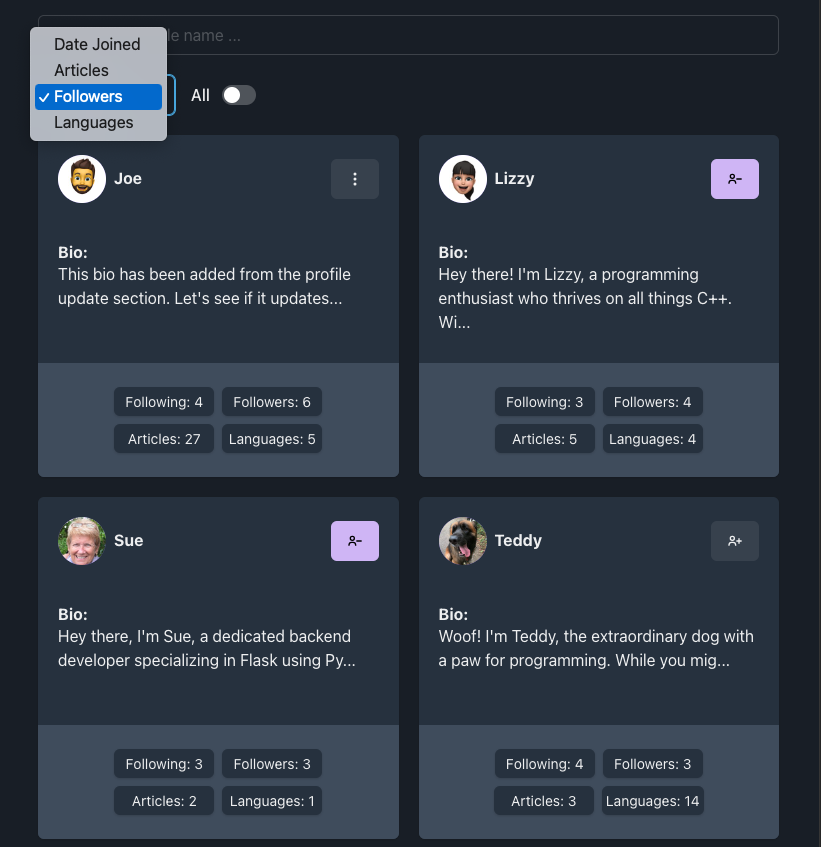 le name ...
Date Joined
Articles
Followers
Languages
All
Joe
Bio:
This bio has been added from the profile
update section. Let's see if it updates...
Following: 4
Followers: 6
Articles: 27
Languages: 5
Lizzy
Bio:
Hey there! I'm Lizzy, a programming
enthusiast who thrives on all things C++.
Wi...
Following: 3
Followers: 4
Articles: 5
Languages: 4
Sue
Bio:
Hey there, I'm Sue, a dedicated backend
developer specializing in Flask using Py...
Following: 3
Followers: 3
Articles: 2
Languages: 1
Teddy
Bio:
Woof! I'm Teddy, the extraordinary dog with
a paw for programming. While you mig...
Following: 4
Followers: 3
Articles: 3
Languages: 14